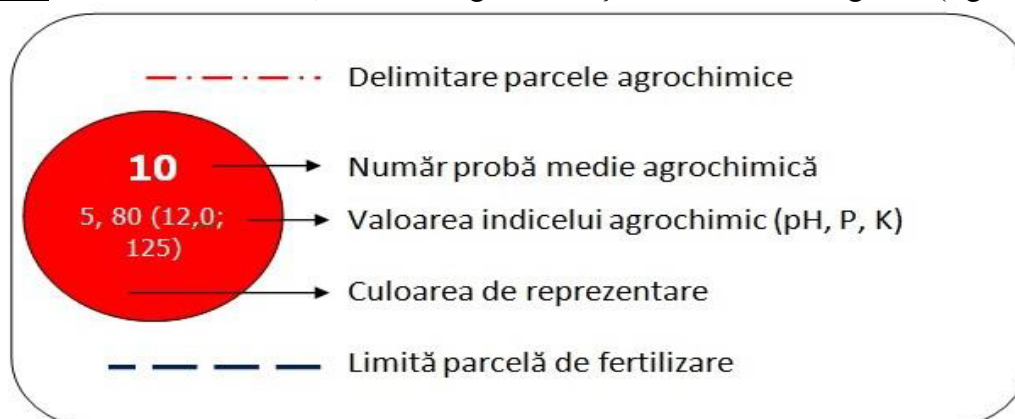 Delimitare parcele agrochimice
10
Număr probă medie agrochimică
5, 80 (12,0;
125)
Valoarea indicelui agrochimic (pH, P, K)
Culoarea de reprezentare
Limită parcelă de fertilizare